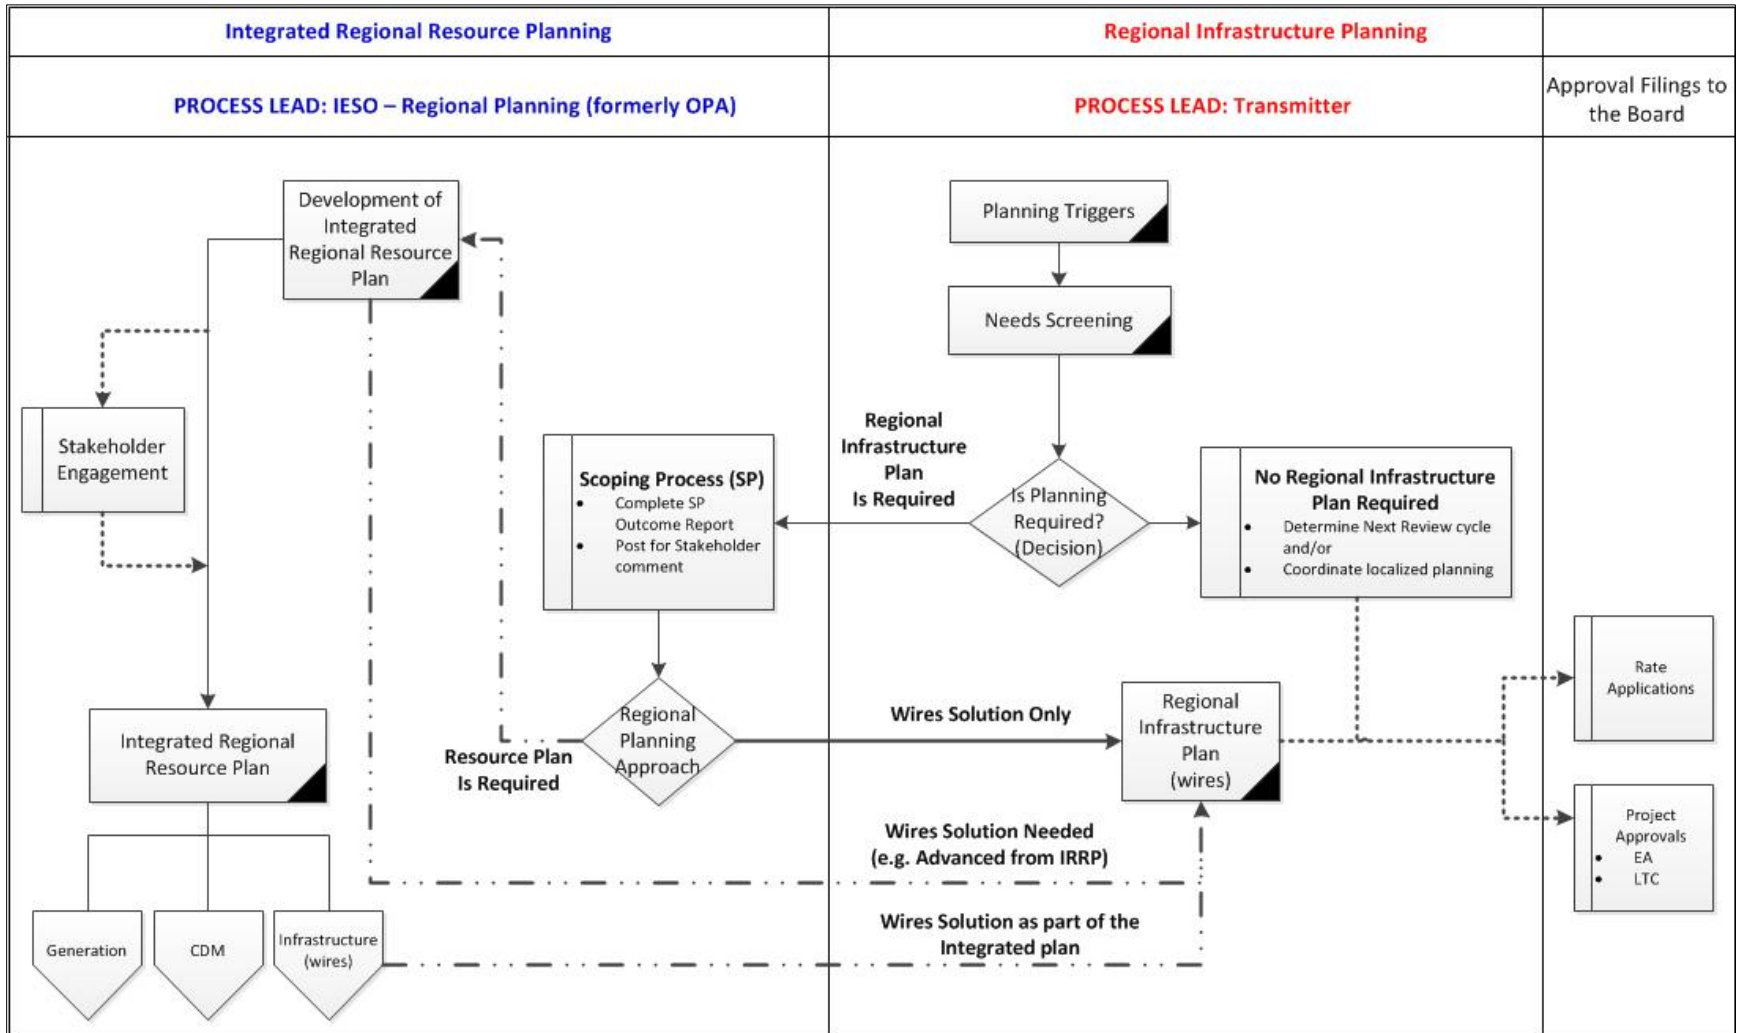 Integrated Regional Resource Planning
Regional Infrastructure Planning
PROCESS LEAD: IESO – Regional Planning (formerly OPA)
PROCESS LEAD: Transmitter
Approval Filings to
the Board
Development of
Integrated
Regional Resource
Plan
Planning Triggers
Needs Screening
Stakeholder
Engagement
Scoping Process (SP)
• Complete SP
Outcome Report
• Post for Stakeholder
comment
Regional
Infrastructure
Plan
Is Required
Is Planning
Required?
(Decision)
No Regional Infrastructure
Plan Required
• Determine Next Review cycle
and/or
• Coordinate localized planning
Rate
Applications
Integrated Regional
Resource Plan
Resource Plan
Is Required
Regional
Planning
Approach
Wires Solution Only
Regional
Infrastructure
Plan
(wires)
Project
Approvals
• EA
• LTC
Wires Solution Needed
(e.g. Advanced from IRRP)
Wires Solution as part of the
Integrated plan
Generation
CDM
Infrastructure
(wires)